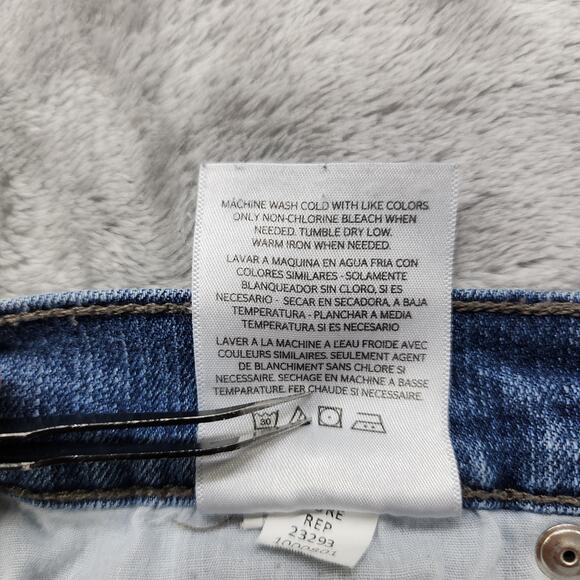 MACHINE WASH COLD WITH LIKE COLORS
ONLY NON-CHLORINE BLEACH WHEN
NEEDED. TUMBLE DRY LOW.
WARM IRON WHEN NEEDED.
LAVAR A MAQUINA EN AGUA FRIA CON
COLORES SIMILARES - SOLAMENTE
BLANQUEADOR SIN CLORO, SI ES
NECESARIO - SECAR EN SECADORA, A BAJA
TEMPERATURA - PLANCHAR A MEDIA
TEMPERATURA SI ES NECESARIO
LAVER A LA MACHINE A L'EAU FROIDE AVEC
COULEURS SIMILAIRES. SEULEMENT AGENT
DE BLANCHIMENT SANS CHLORE SI
NECESSAIRE. SECHAGE EN MACHINE A BASSE
TEMPARATURE. FER CHAUDE SI NECESSAIRE.
30
REP
23293